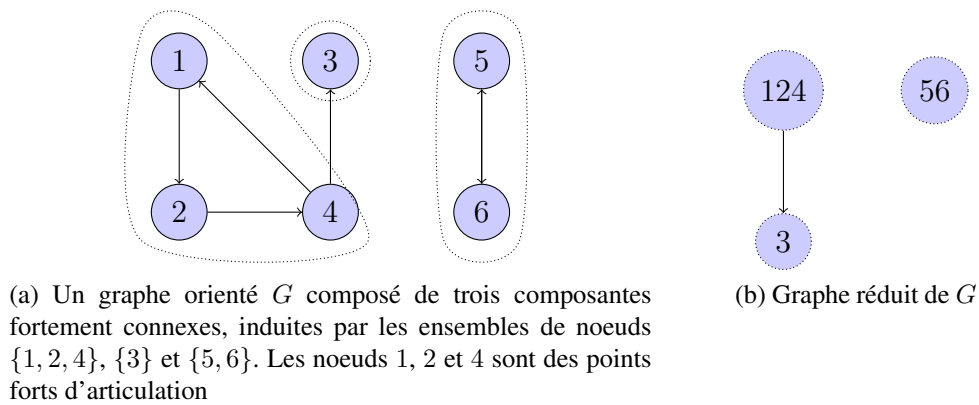 1
3
5
2
4
6
124
56
3
(a) Un graphe orienté G composé de trois composantes
fortement connexes, induites par les ensembles de noeuds
{1, 2, 4}, {3} et {5, 6}. Les noeuds 1, 2 et 4 sont des points
forts d'articulation
(b) Graphe réduit de G